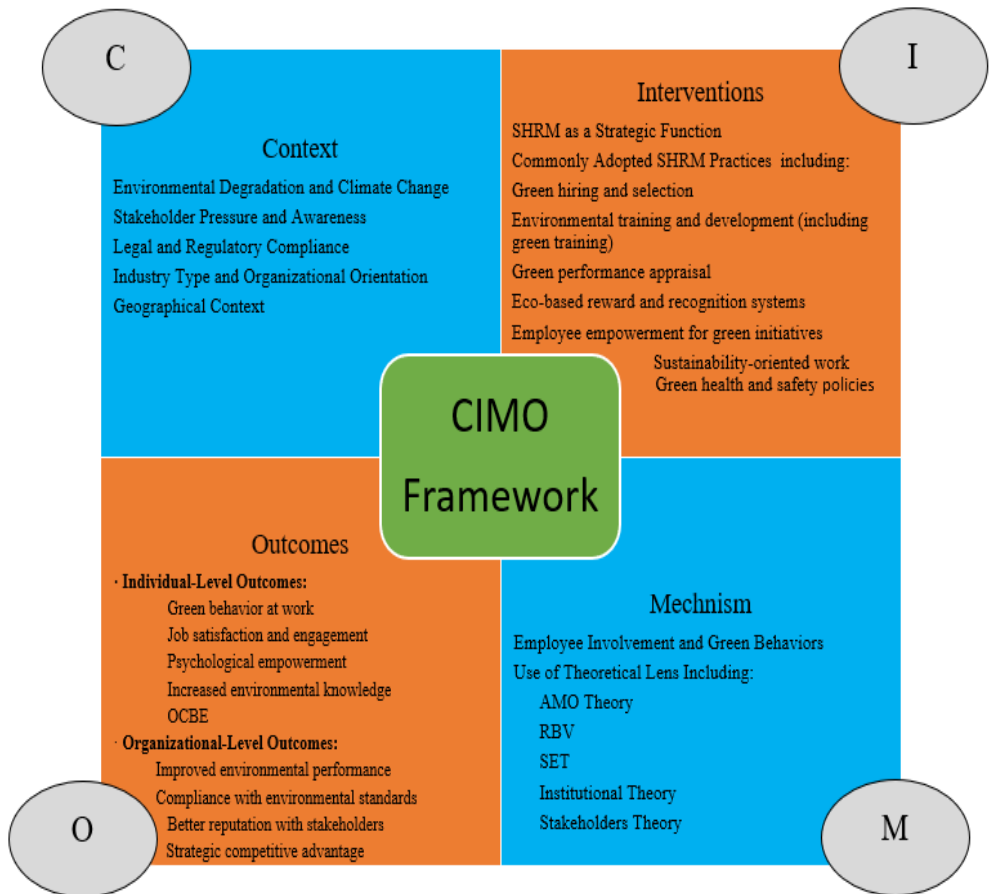 C
Context
Environmental Degradation and Climate Change
Stakeholder Pressure and Awareness
Legal and Regulatory Compliance
Industry Type and Organizational Orientation
Geographical Context
I
Interventions
SHRM as a Strategic Function
Commonly Adopted SHRM Practices including:
Green hiring and selection
Environmental training and development (including
green training)
Green performance appraisal
Eco-based reward and recognition systems
Employee empowerment for green initiatives
Sustainability-oriented work
Green health and safety policies
CIMO
Framework
Outcomes
· Individual-Level Outcomes:
Green behavior at work
Job satisfaction and engagement
Psychological empowerment
Increased environmental knowledge
OCBE
· Organizational-Level Outcomes:
Improved environmental performance
Compliance with environmental standards
Better reputation with stakeholders
Strategic competitive advantage
O
Mechnism
Employee Involvement and Green Behaviors
Use of Theoretical Lens Including:
AMO Theory
RBV
SET
Institutional Theory
Stakeholders Theory
M